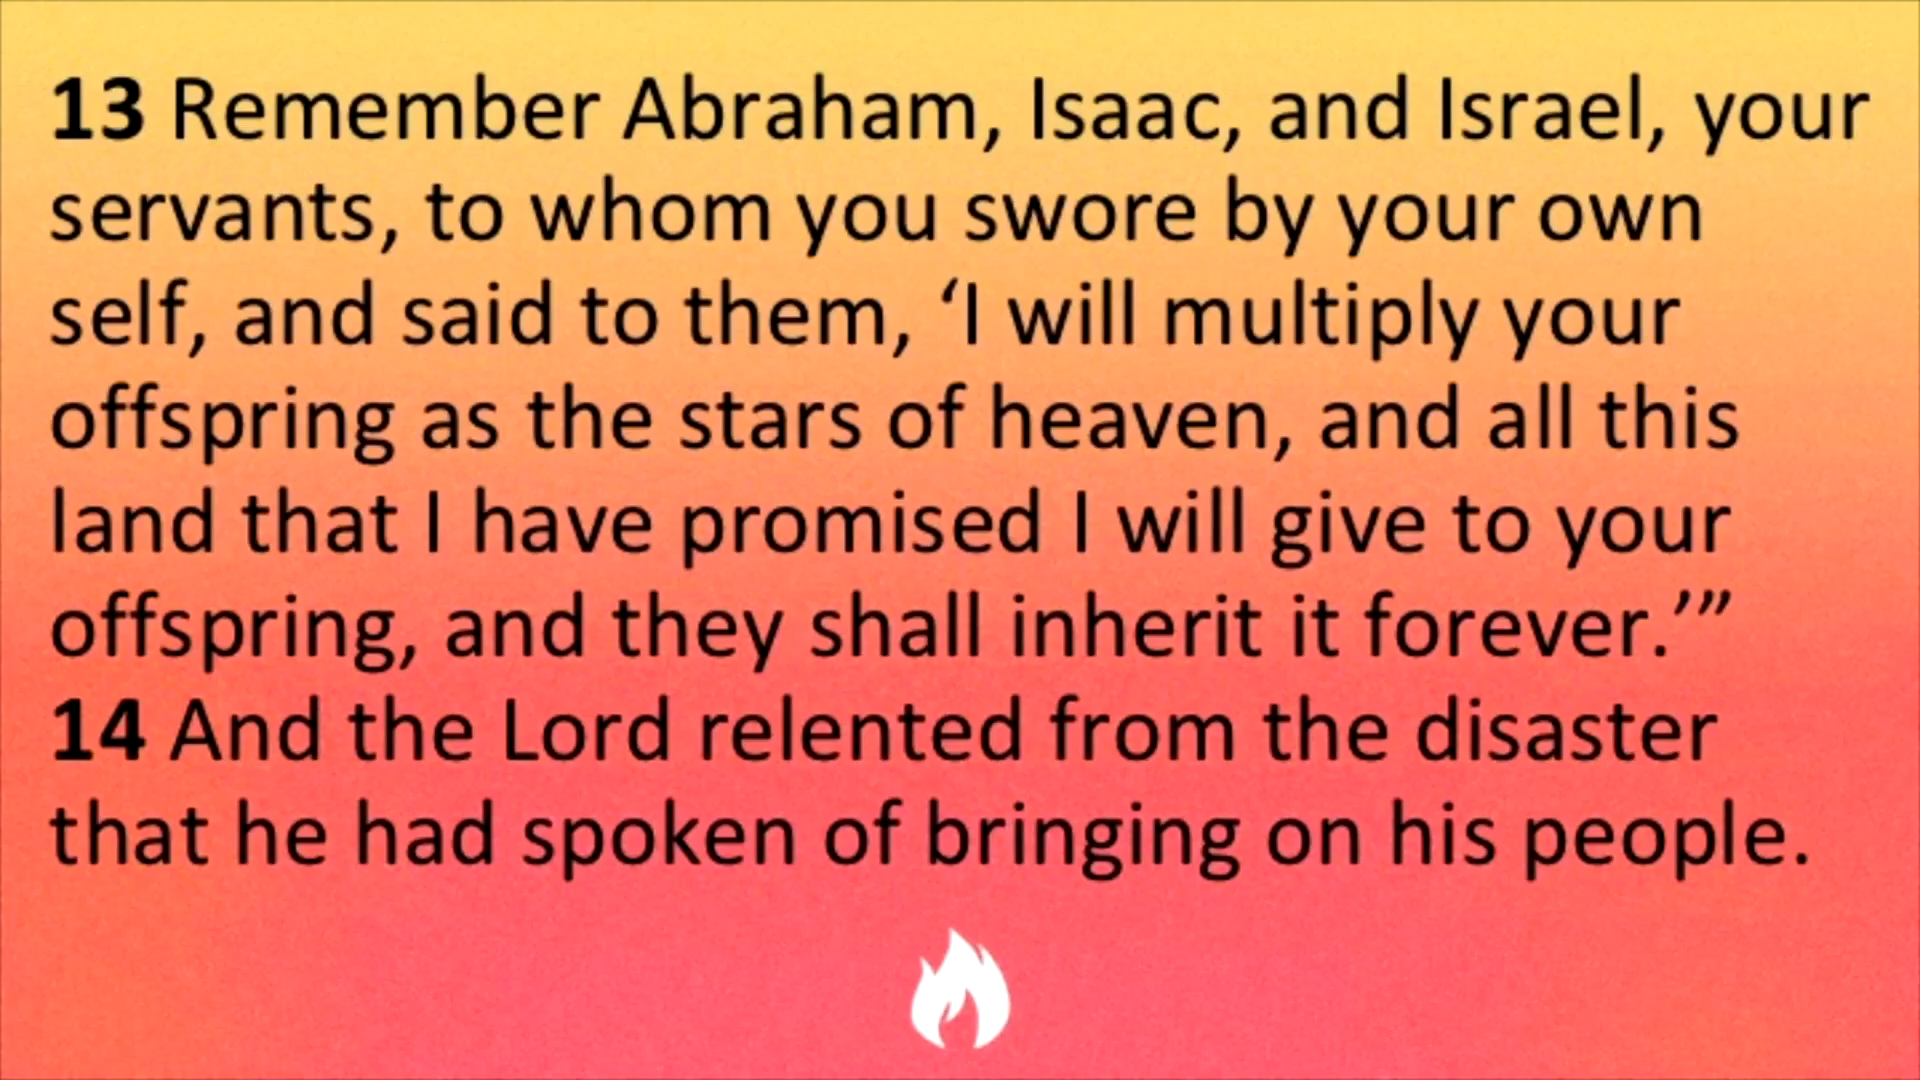 13 Remember Abraham, Isaac, and Israel, your
servants, to whom you swore by your own
self, and said to them, ‘I will multiply your
offspring as the stars of heaven, and all this
land that I have promised I will give to your
offspring, and they shall inherit it forever.’”
14 And the Lord relented from the disaster
that he had spoken of bringing on his people.